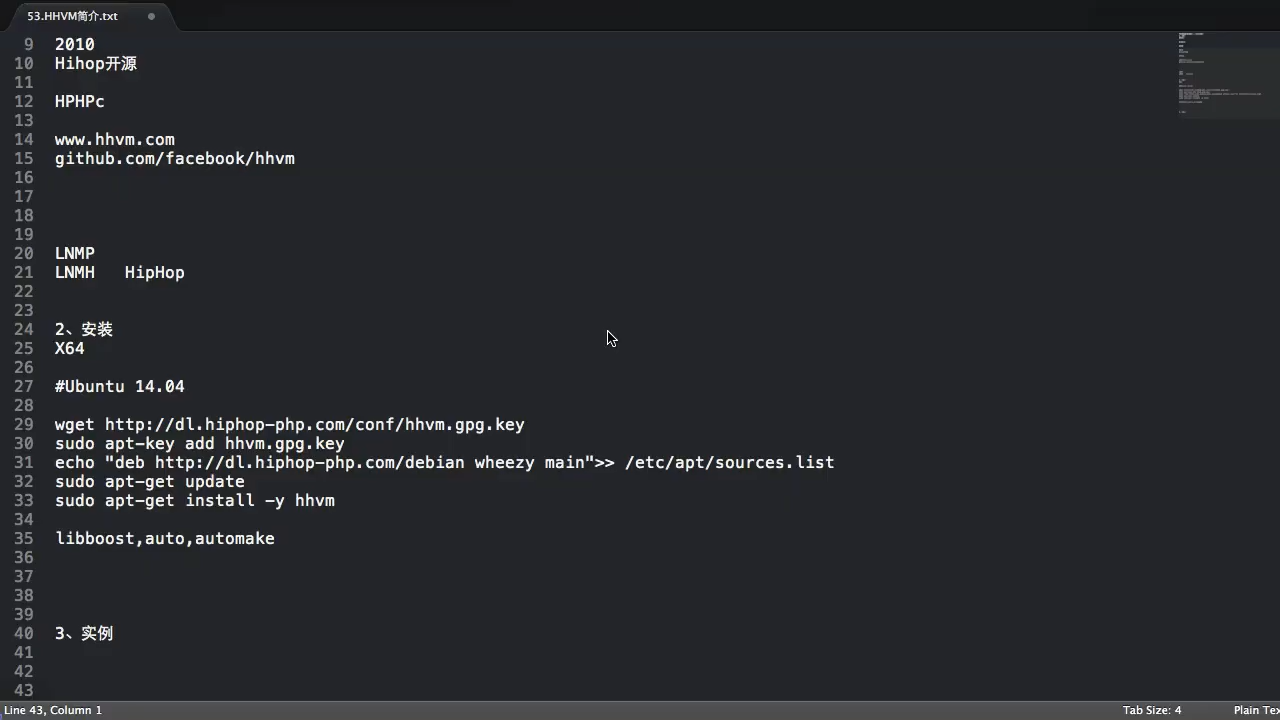 53.HHVM简介.txt
9 2010
10 Hihop开源
11
12 HPHPc
13
14 www.hhvm.com
15 github.com/facebook/hhvm
16
17
18
19
20 LNMP
21 LNMH HipHop
22
23
24 2、安装
25 X64
26
27 #Ubuntu 14.04
28
29 wget http://dl.hiphop-php.com/conf/hhvm.gpg.key
30 sudo apt-key add hhvm.gpg.key
31 echo "deb http://dl.hiphop-php.com/debian wheezy main">> /etc/apt/sources.list
32 sudo apt-get update
33 sudo apt-get install -y hhvm
34
35 libboost,auto,automake
36
37
38
39
40 3、实例
41
42
43
Line 43, Column 1
Tab Size: 4
Plain Tex